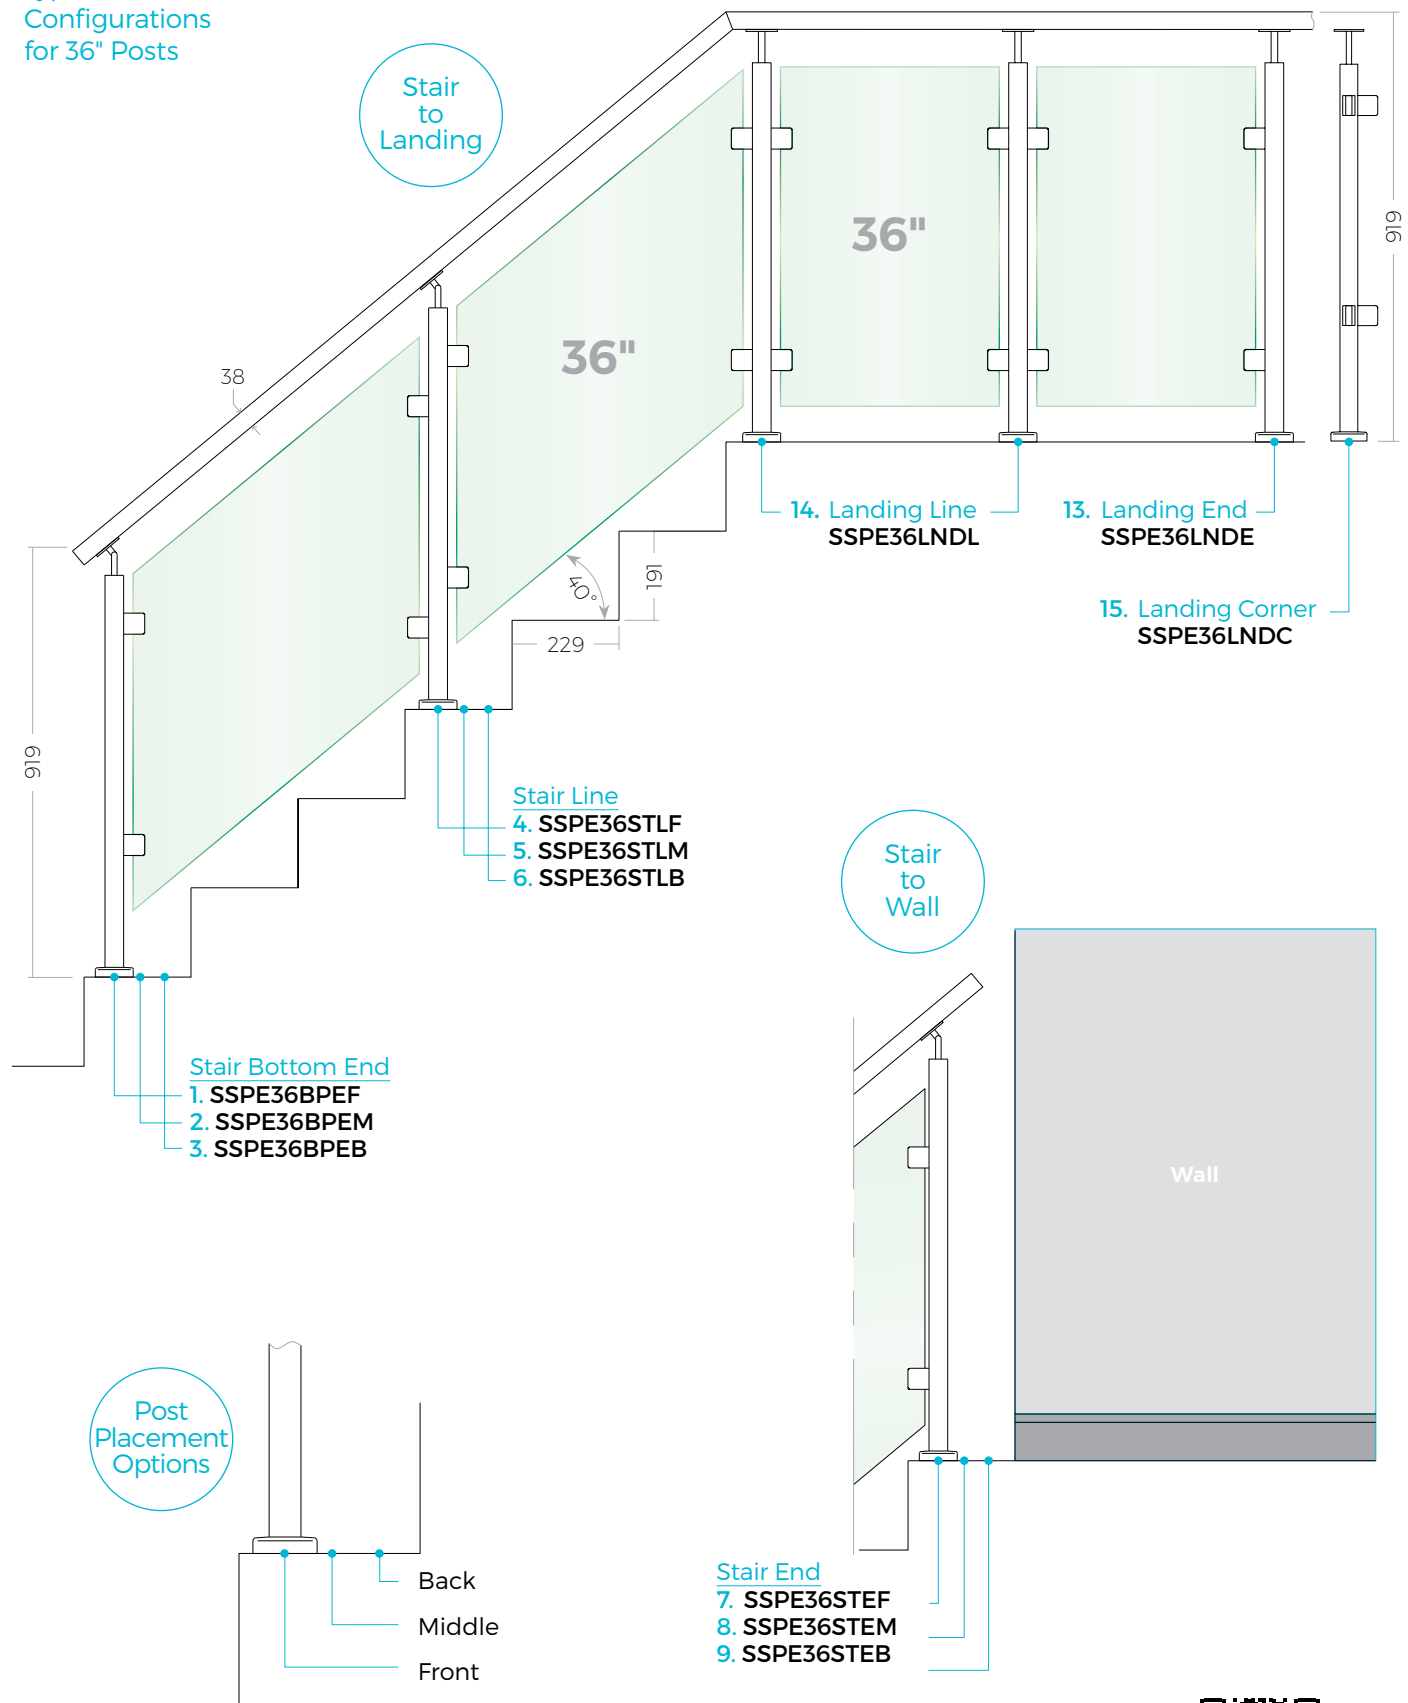 Configurations
for 36" Posts
Stair
to
Landing
919
36"
36"
38
14. Landing Line
SSPE36LNDL
13. Landing End
SSPE36LNDE
40°
191
229
15. Landing Corner
SSPE36LNDC
919
Stair Line
4. SSPE36STLF
5. SSPE36STLM
6. SSPE36STLB
Stair
to
Wall
Stair Bottom End
1. SSPE36BPEF
2. SSPE36BPEM
3. SSPE36BPEB
Wall
Post
Placement
Options
Back
Middle
Front
Stair End
7. SSPE36STEF
8. SSPE36STEM
9. SSPE36STEB